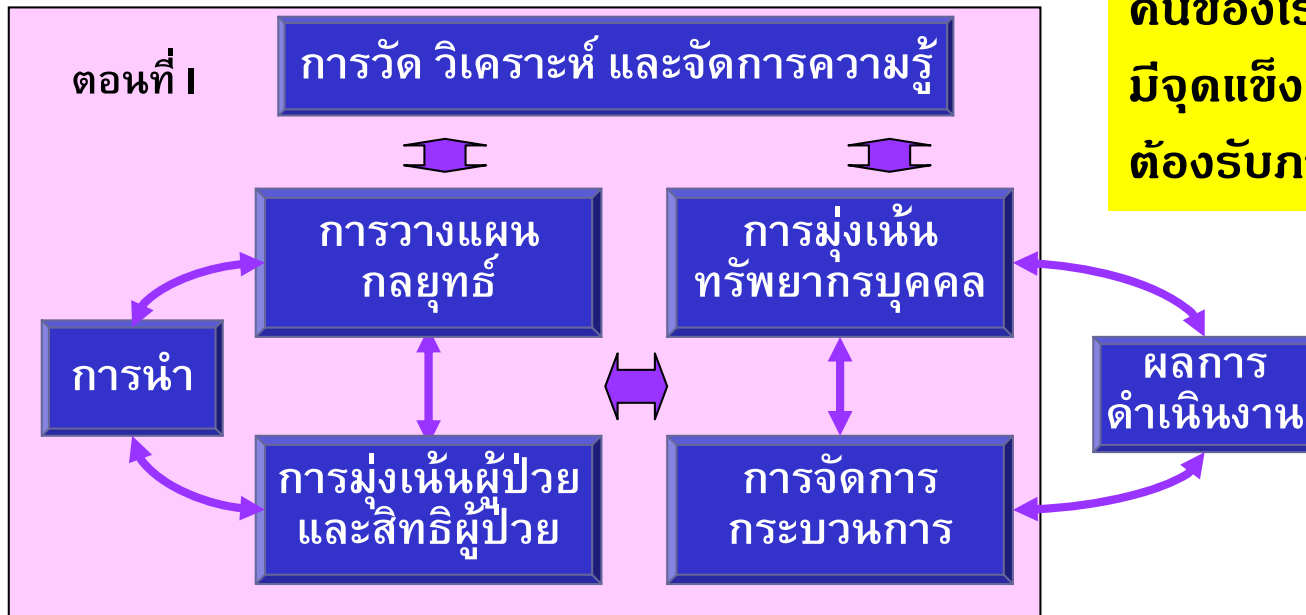 ตอนที่ I
การวัด วิเคราะห์ และจัดการความรู้
มีจุดแข็ง
การวางแผน
กลยุทธ์
การมุ่งเน้น
ทรัพยากรบุคคล
การนำ
ผลการ
ดำเนินงาน
การมุ่งเน้นผู้ป่วย
และสิทธิผู้ป่วย
การจัดการ
กระบวนการ